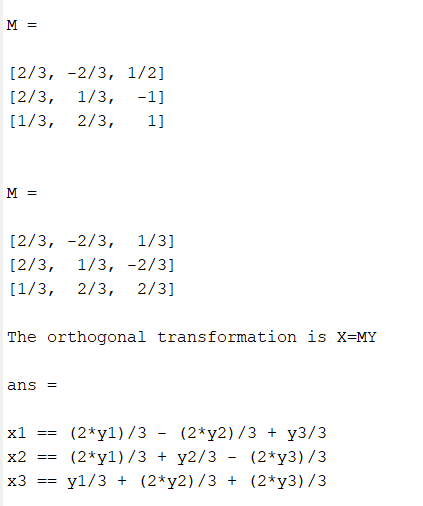 M =
[2/3, -2/3, 1/2]
[2/3,  1/3,  -1]
[1/3,  2/3,   1]
M =
[2/3, -2/3,  1/3]
[2/3,  1/3, -2/3]
[1/3,  2/3,  2/3]
The orthogonal transformation is X=MY
ans =
x1 == (2*y1)/3 - (2*y2)/3 + y3/3
x2 == (2*y1)/3 + y2/3 - (2*y3)/3
x3 == y1/3 + (2*y2)/3 + (2*y3)/3